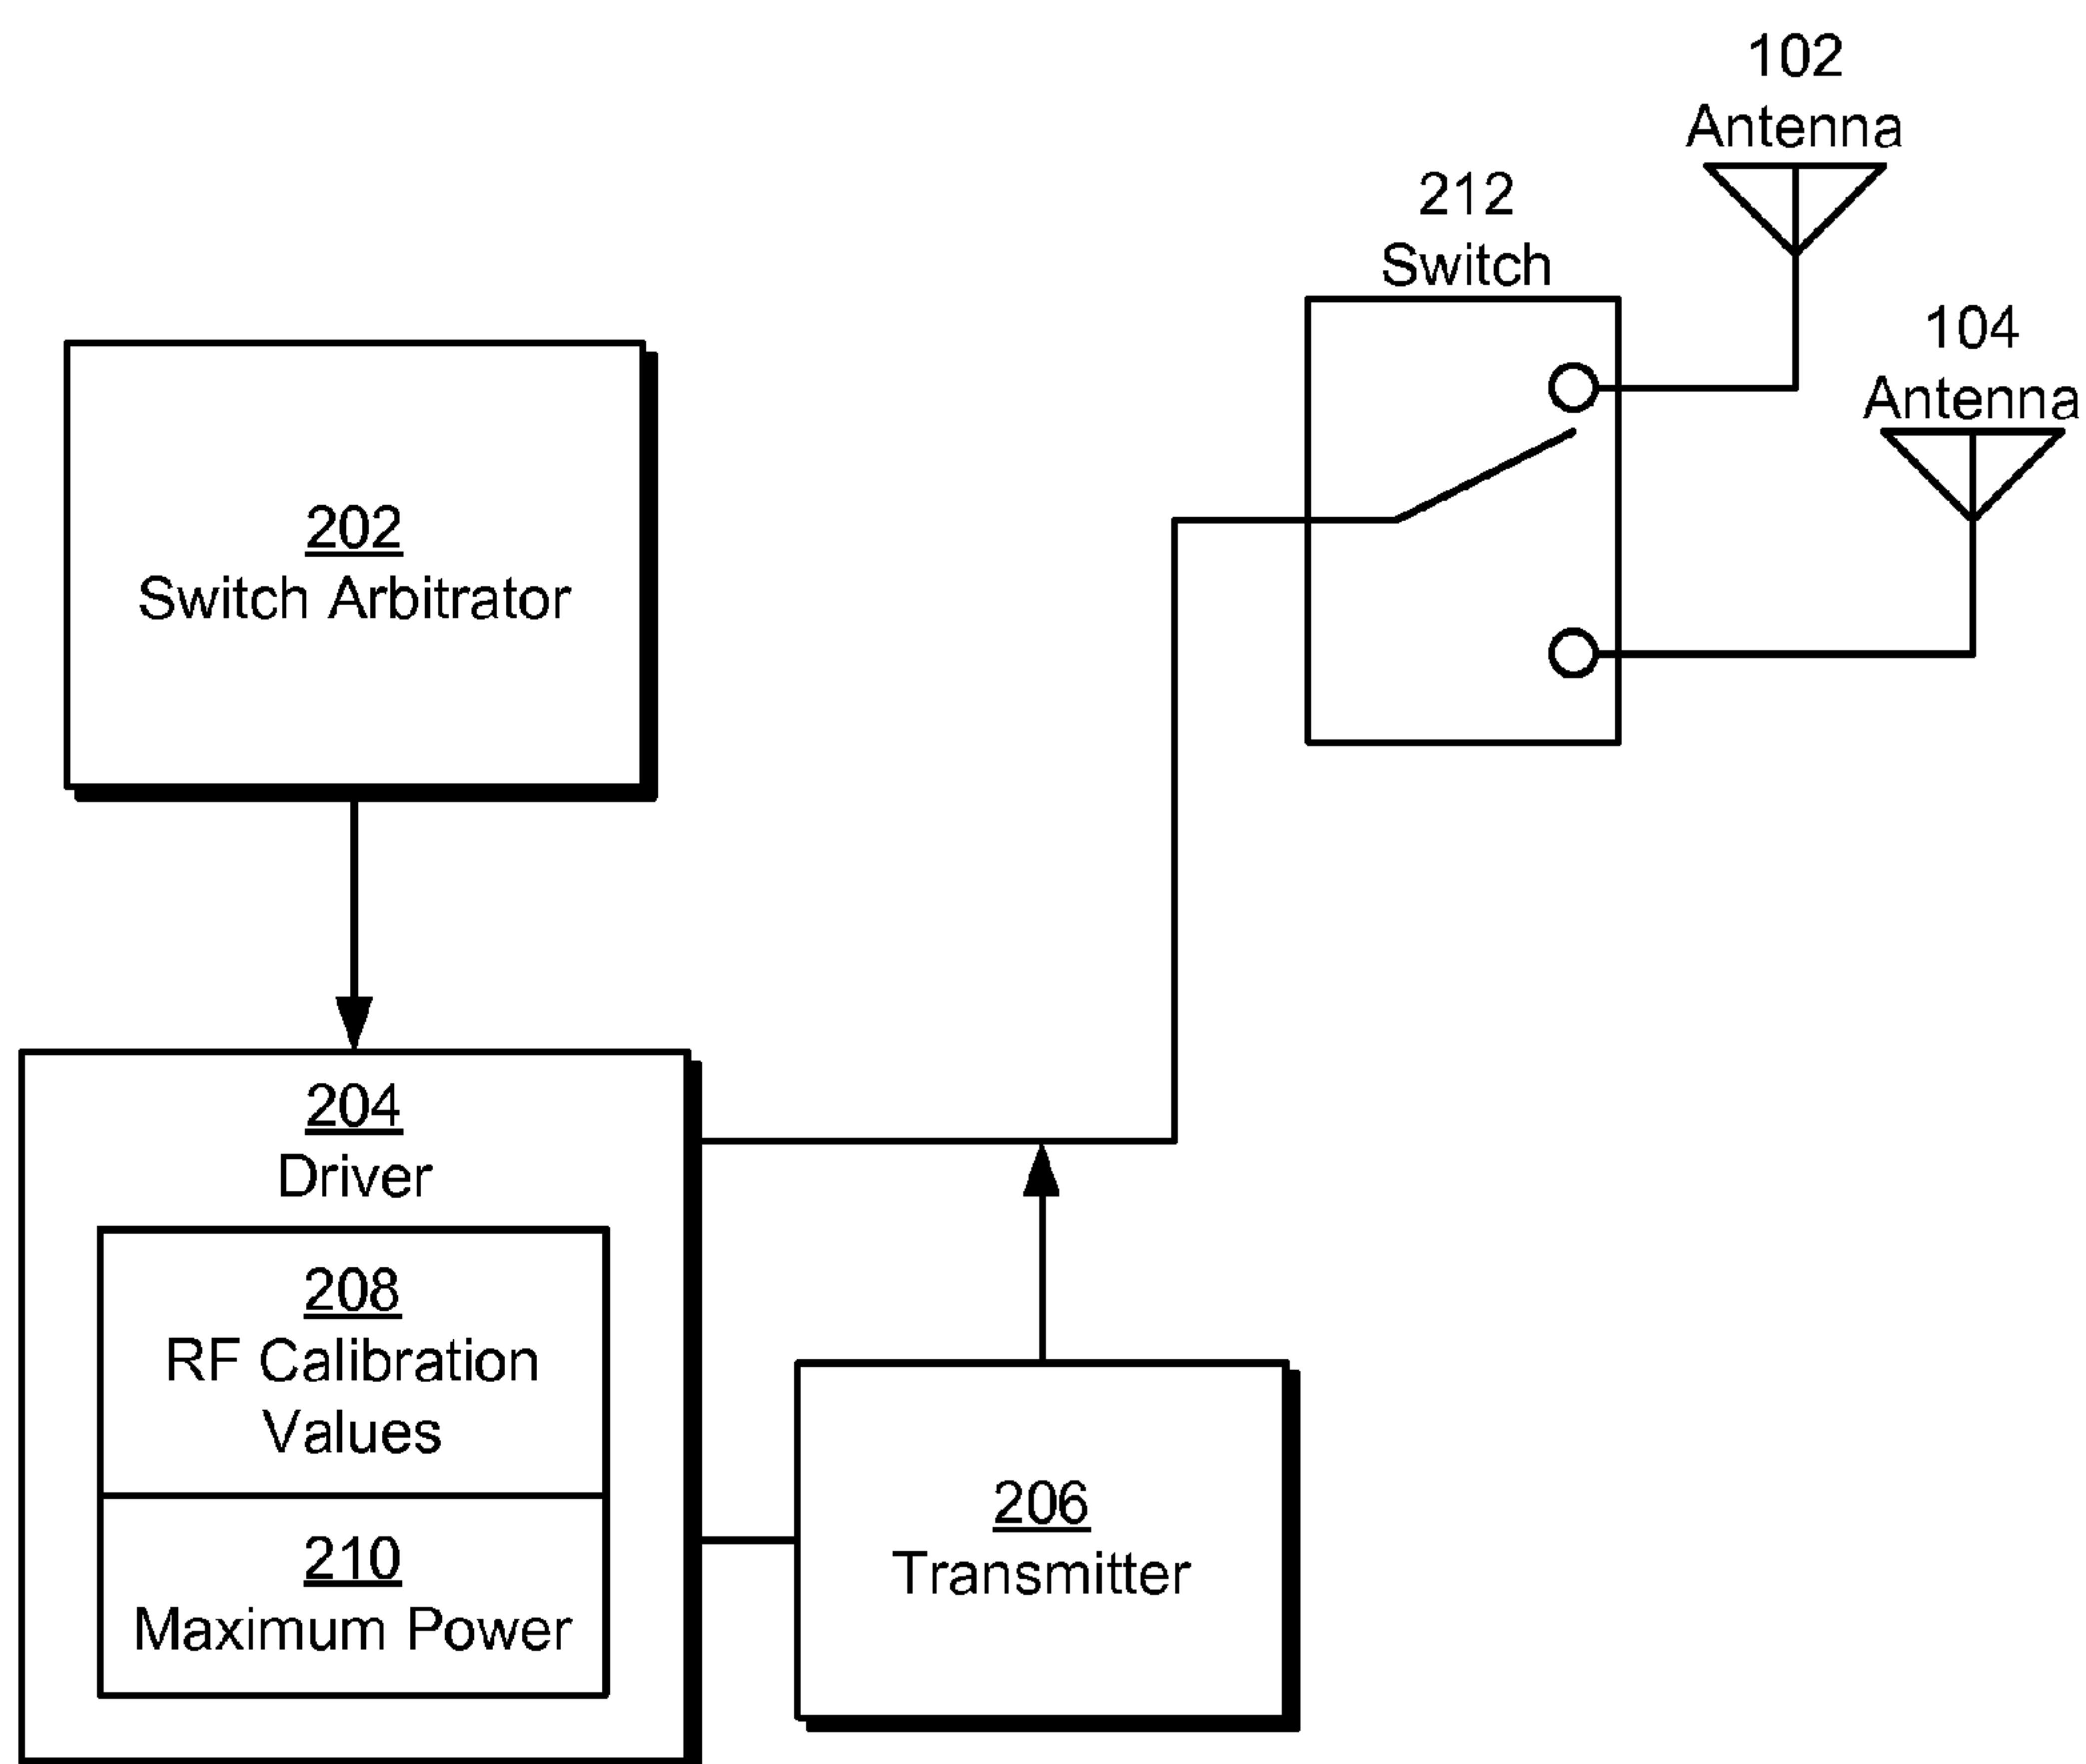 102
Antenna
212
Switch
104
Antenna
202
Switch Arbitrator
204
Driver
208
RF Calibration
Values
210
Maximum Power
206
Transmitter